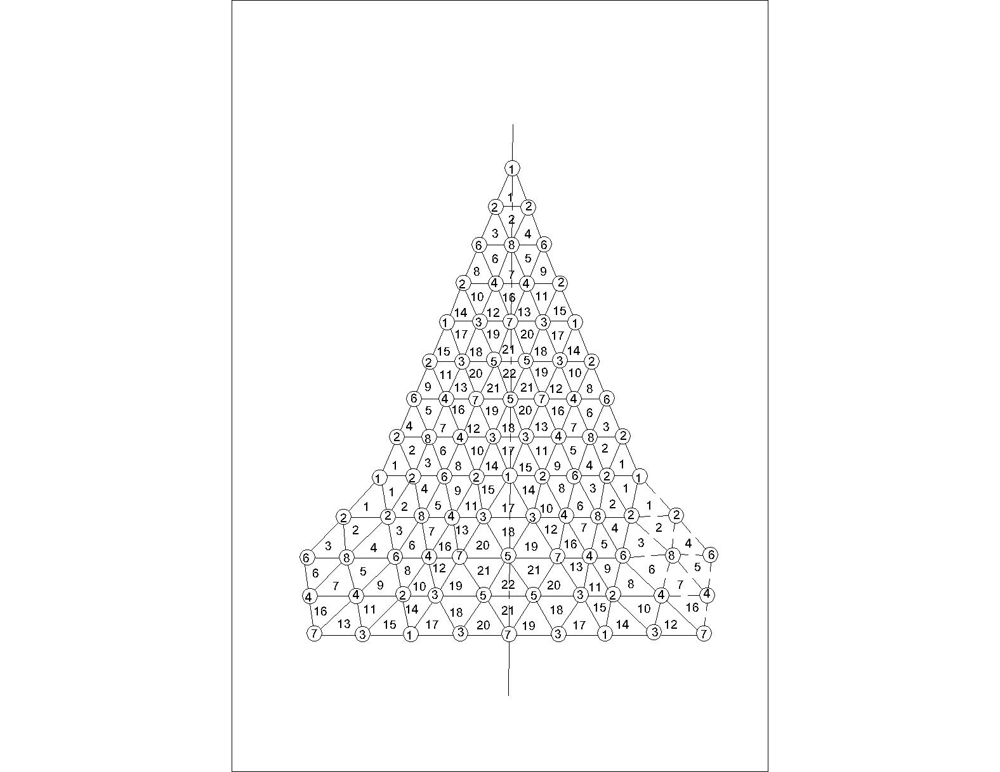 1
1
2 2
2
3 4
6 8 6
6 5
8 7 9
2 4 4 2
10 16 11
14 12 13 15
1 3 7 3 1
17 19 20 17
15 18 21 18 14
2 3 5 5 3 2
11 20 22 19 10
9 13 21 21 12 8
6 4 7 5 7 4 6
5 16 19 20 16 6
4 7 12 18 13 7 3
2 8 4 3 3 4 8 2
2 6 10 17 11 5 2
1 3 8 14 15 9 4 1
1 2 6 2 1 2 6 2 1
1 4 9 15 14 8 3 1
1 2 5 11 17 10 6 2 1
2 2 8 4 3 3 4 8 2 2
2 3 7 13 18 12 7 4 2
3 4 6 16 20 19 16 5 3 4
6 8 6 4 7 5 7 4 6 8 6
6 5 8 12 21 21 13 9 6 5
7 9 10 19 22 20 11 8 7
4 4 2 3 5 5 3 2 4 4
16 11 14 18 21 18 15 10 16
13 15 17 20 19 17 14 12
7 3 1 3 7 3 1 3 7